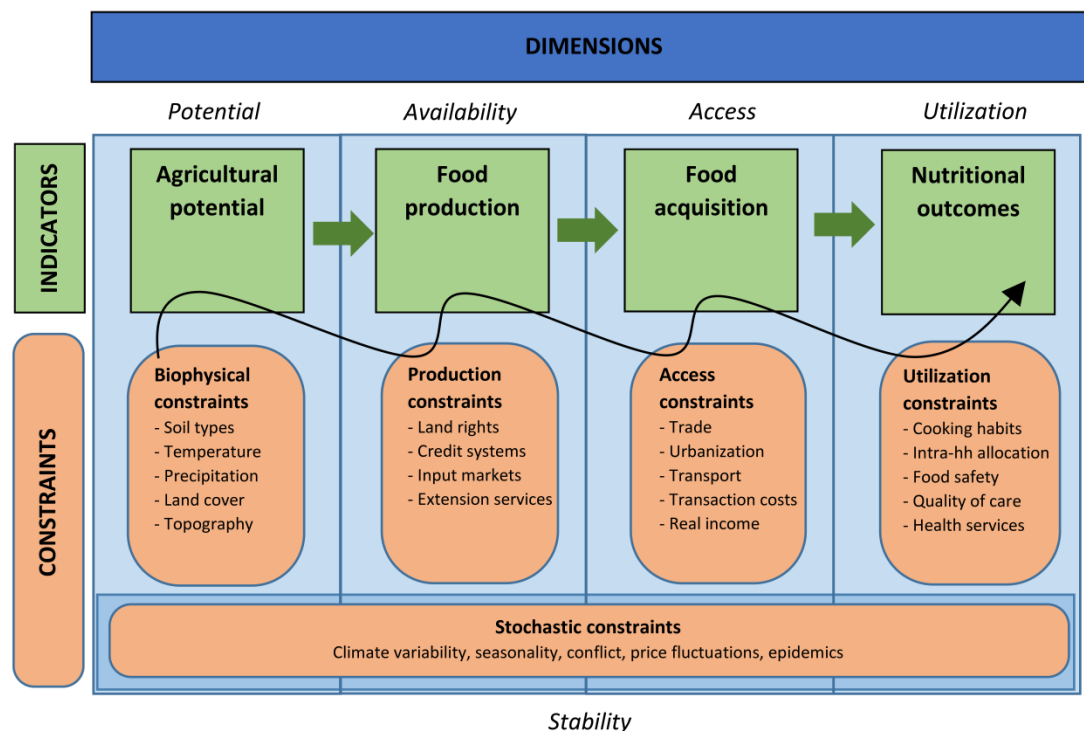 DIMENSIONS
Potential
Availability
Access
Utilization
INDICATORS
Agricultural
potential
Food
production
Food
acquisition
Nutritional
outcomes
CONSTRAINTS
Biophysical
constraints
- Soil types
- Temperature
- Precipitation
- Land cover
- Topography
Production
constraints
- Land rights
- Credit systems
- Input markets
- Extension services
Access
constraints
- Trade
- Urbanization
- Transport
- Transaction costs
- Real income
Utilization
constraints
- Cooking habits
- Intra-hh allocation
- Food safety
- Quality of care
- Health services
Stochastic constraints
Climate variability, seasonality, conflict, price fluctuations, epidemics
Stability